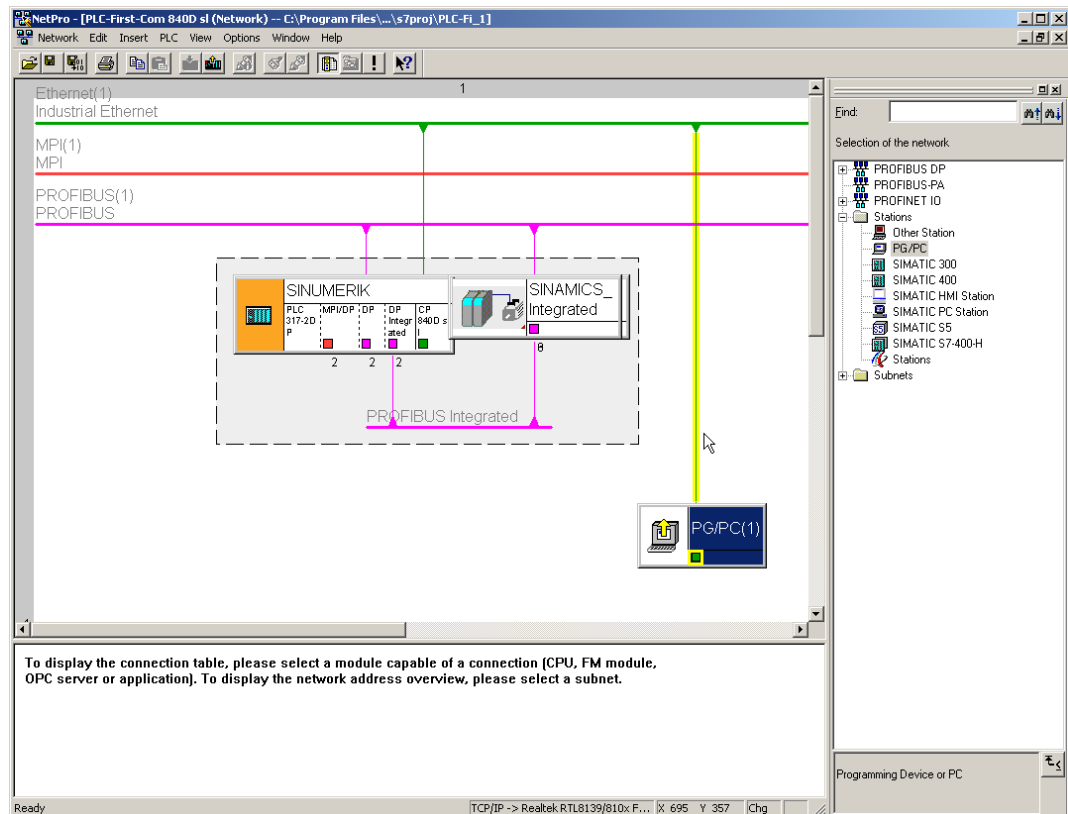 NetPro - [PLC-First-Com 840D sl (Network) -- C:\Program Files\...\s7proj\PLC-Fi_1]
Network Edit Insert PLC View Options Window Help
1
Ethernet(1)
Industrial Ethernet
MPI(1)
MPI
PROFIBUS(1)
PROFIBUS
SINUMERIK
PLC
317-2D
P
MPI/DP
DP
DP
Integr
ated
CP
840D s
l
2 2 2
SINAMICS_
Integrated
PROFIBUS Integrated
PG/PC(1)
To display the connection table, please select a module capable of a connection (CPU, FM module,
OPC server or application). To display the network address overview, please select a subnet.
Find:
Selection of the network
PROFIBUS DP
PROFIBUS-PA
PROFINET IO
Stations
Other Station
PG/PC
SIMATIC 300
SIMATIC 400
SIMATIC HMI Station
SIMATIC PC Station
SIMATIC S5
SIMATIC S7-400-H
Stations
Subnets
Programming Device or PC
Ready
TCP/IP -> Realtek RTL8139/810x F... X 695 Y 357 Chg